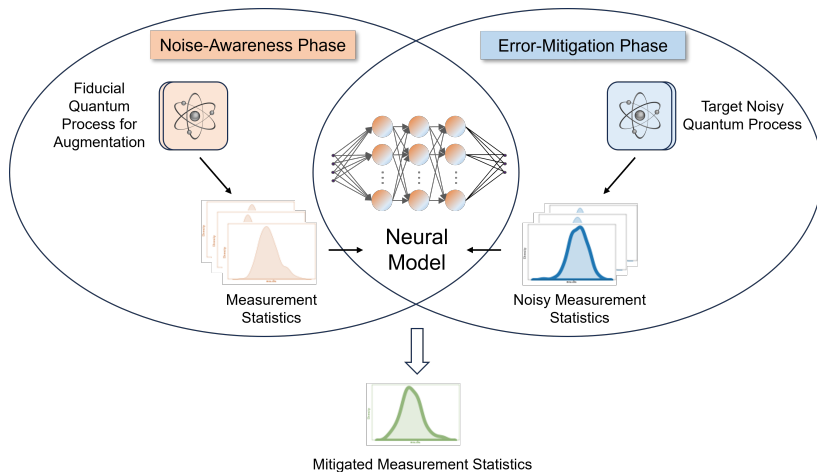 Noise-Awareness Phase
Error-Mitigation Phase
Fiducial
Quantum
Process for
Augmentation
Target Noisy
Quantum Process
Neural
Model
Measurement
Statistics
Noisy Measurement
Statistics
Mitigated Measurement Statistics